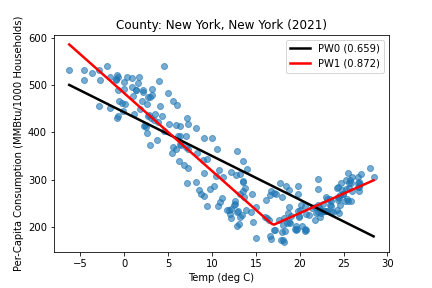 County: New York, New York (2021)
Per-Capita Consumption (MMBtu/1000 Households)
600
500
400
300
200
PW0 (0.659)
PW1 (0.872)
−5 0 5 10 15 20 25 30
Temp (deg C)